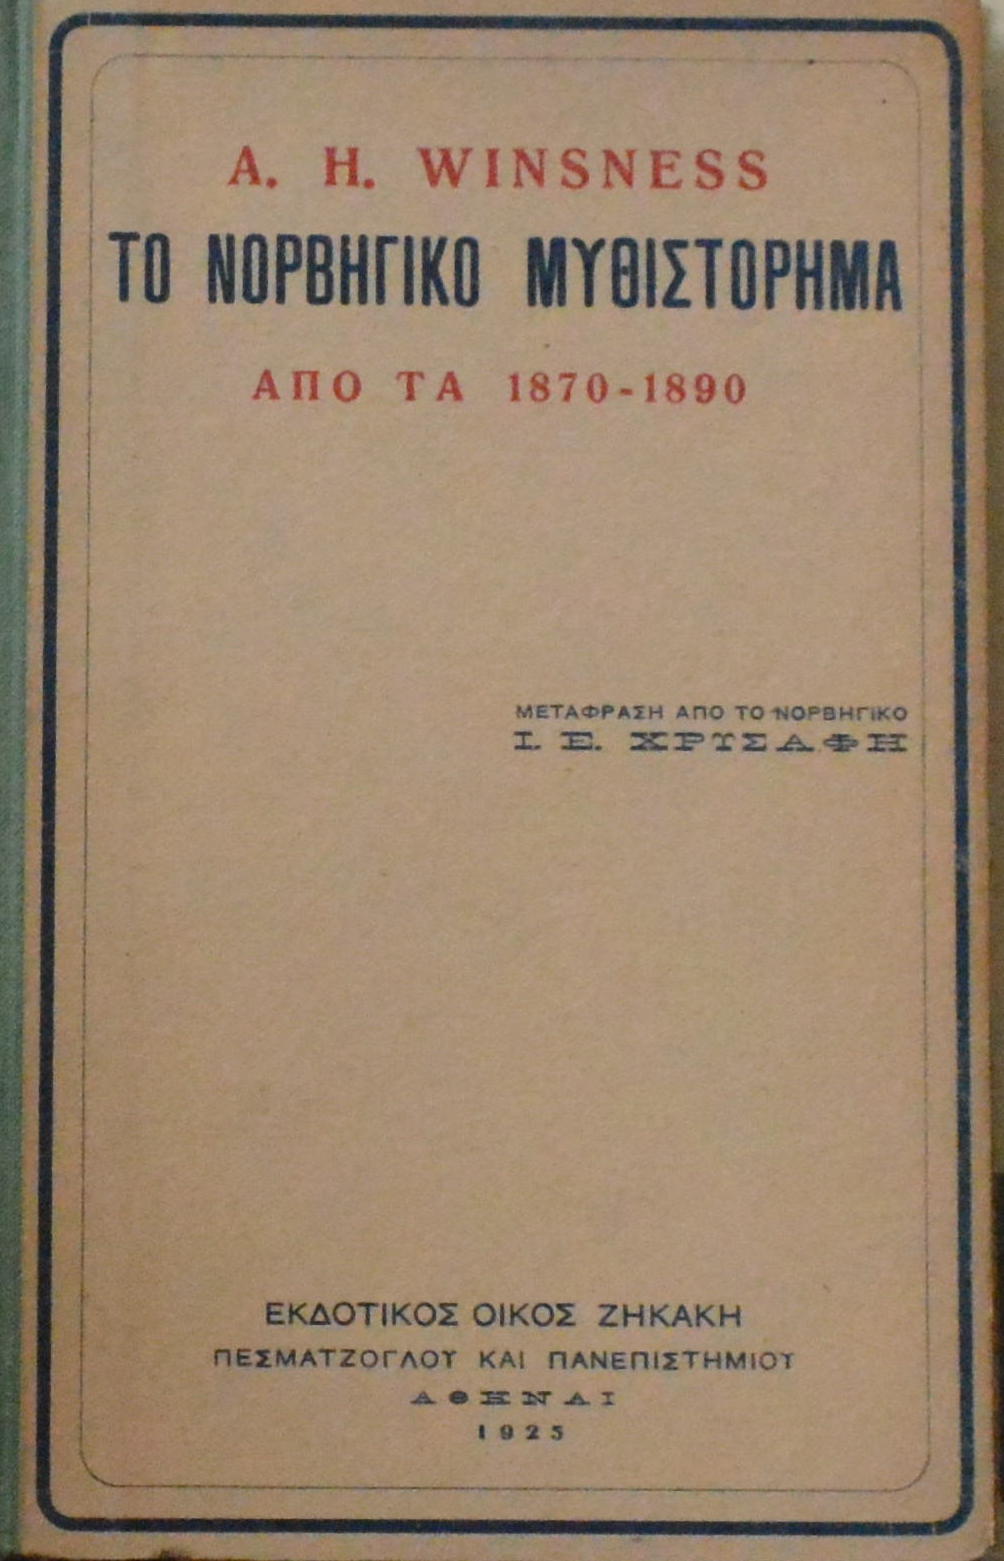 A. H. WINSNESS
ΤΟ ΝΟΡΒΗΓΙΚΟ ΜΥΘΙΣΤΟΡΗΜΑ
ΑΠΟ ΤΑ 1870-1890
ΜΕΤΑΦΡΑΣΗ ΑΠΟ ΤΟ ΝΟΡΒΗΓΙΚΟ
Ι. Ε. ΧΡΥΣΑΦΗ
ΕΚΔΟΤΙΚΟΣ ΟΙΚΟΣ ΖΗΚΑΚΗ
ΠΕΣΜΑΤΖΟΓΛΟΥ ΚΑΙ ΠΑΝΕΠΙΣΤΗΜΙΟΥ
ΑΘΗΝΑΙ
1925